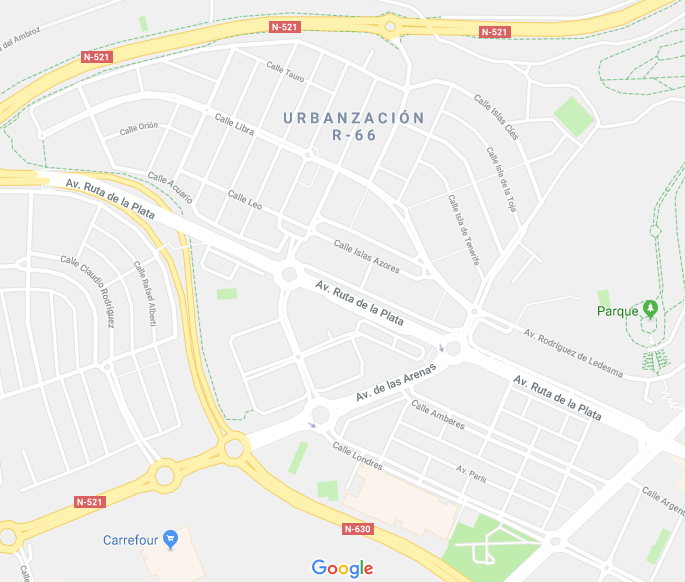 a del Ambroz
N-521
N-521
N-521
Calle Tauro
Calle Islas Cíes
URBANZACIÓN
R-66
Calle Orión
Calle Libra
Calle Acuario
Av. Ruta de la Plata
Calle Leo
Calle Isla de la Toja
Calle Isla de Tenerife
Calle Islas Azores
Calle Claudio Rodríguez
Calle Rafael Alberti
Av. Ruta de la Plata
Parque
Av. Rodríguez de Ledesma
Av. de las Arenas
Av. Ruta de la Plata
Calle Amberes
Calle Londres
Av. París
Calle Argent
N-521
N-630
Carrefour
Google
Calle